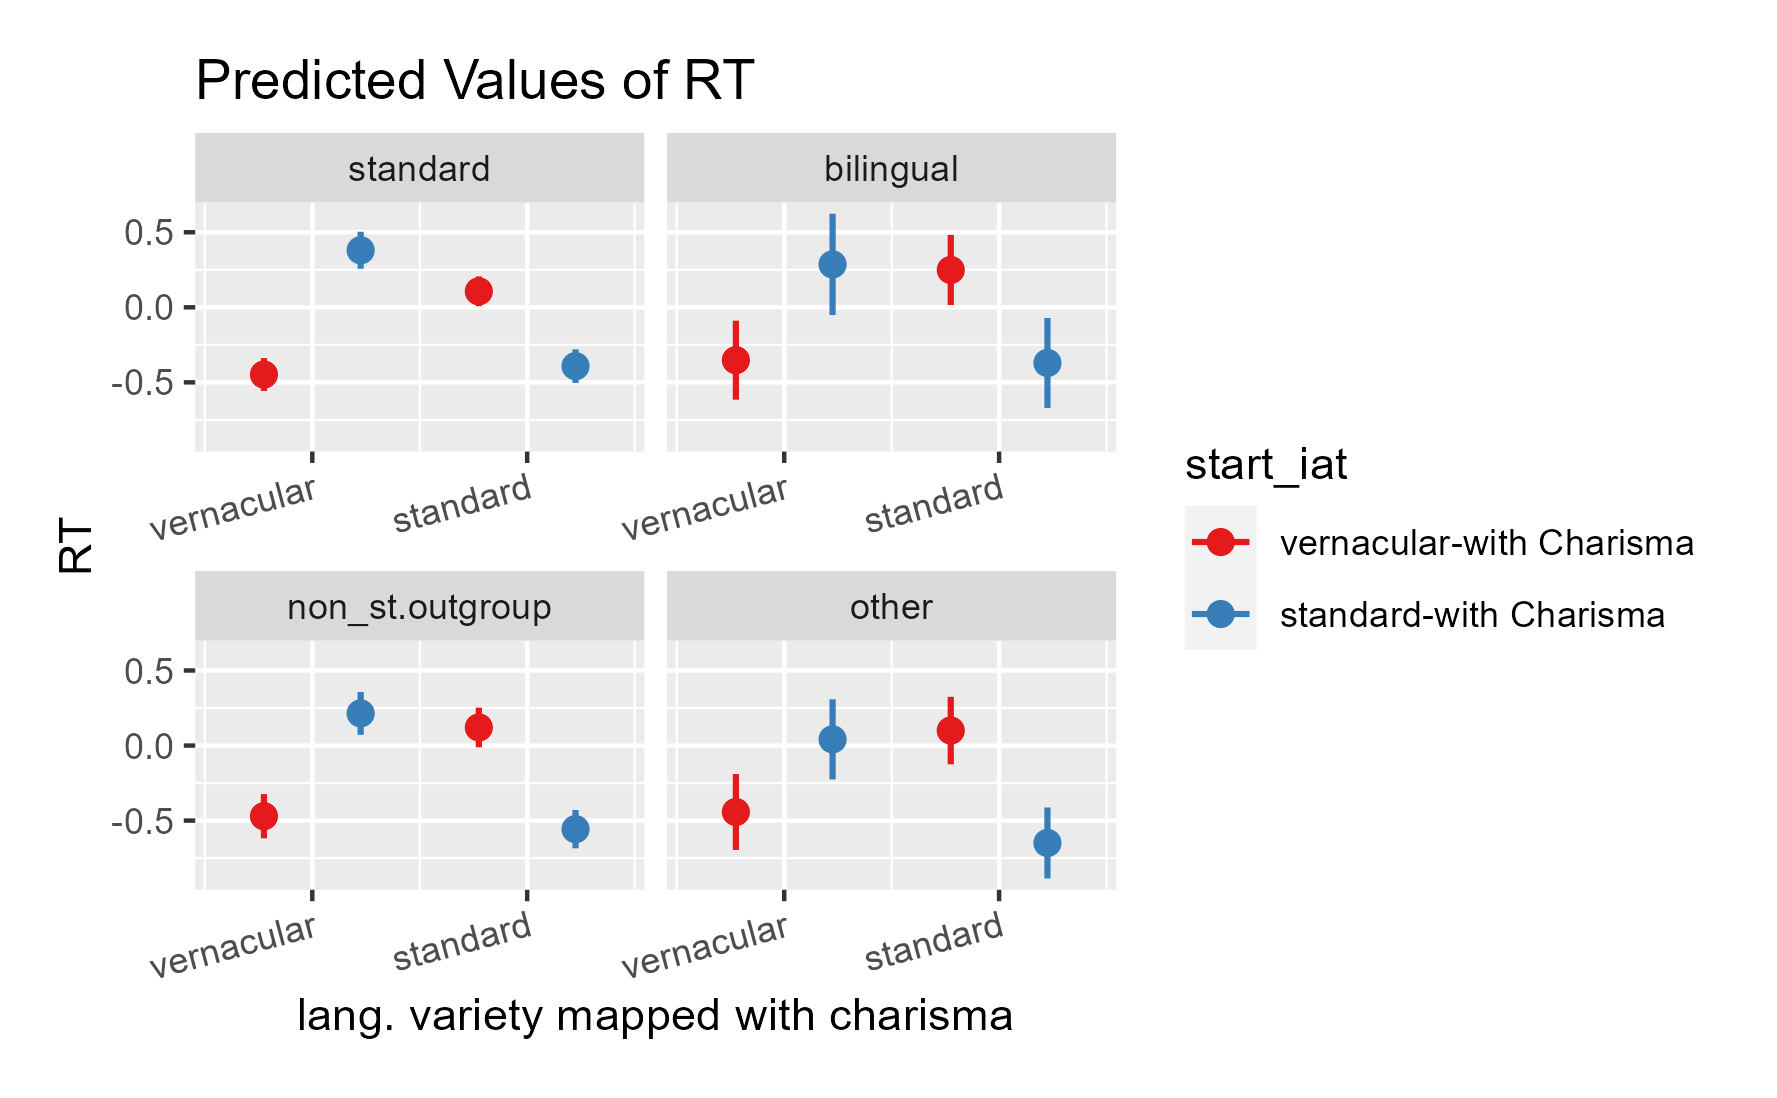 Predicted Values of RT
standard
bilingual
0.5
0.0
-0.5
vernacular
standard
vernacular
standard
RT
non_st.outgroup
other
0.5
0.0
-0.5
vernacular
standard
vernacular
standard
lang. variety mapped with charisma
start_iat
vernacular-with Charisma
standard-with Charisma